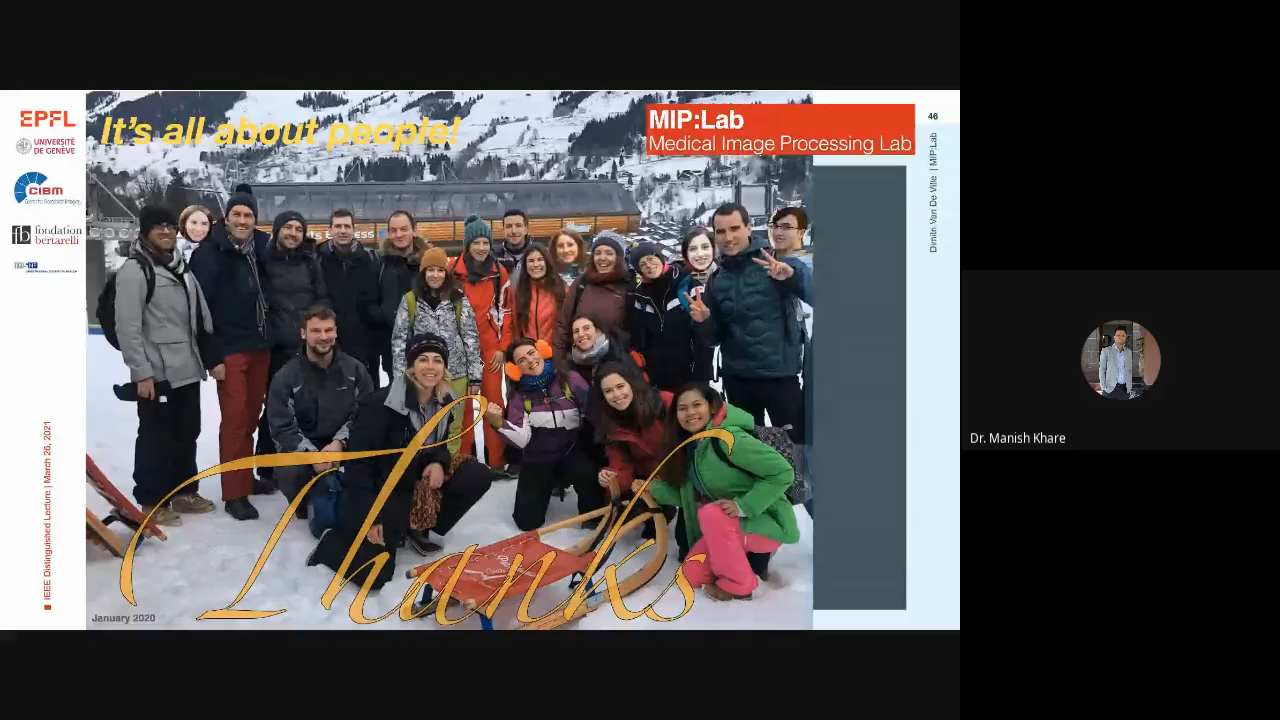 It's all about people!
MIP:Lab
Medical Image Processing Lab
46
Dimitri Van De Ville | MIP:Lab
EPFL
UNIVERSITÉ
DE GENÈVE
CIBM
fondation
bertarelli
IEEE Distinguished Lecture | March 26, 2021
Thanks
January 2020
Dr. Manish Khare